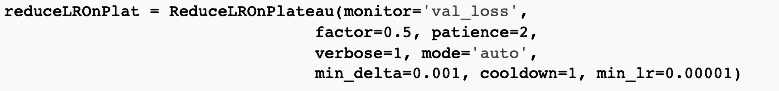 reduceLROnPlat = ReduceLROnPlateau(monitor='val_loss',
factor=0.5, patience=2,
verbose=1, mode='auto',
min_delta=0.001, cooldown=1, min_lr=0.00001)